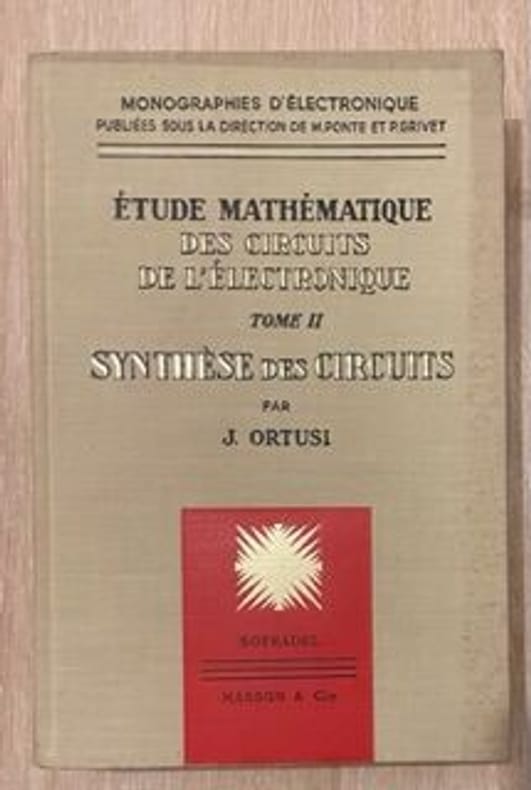 MONOGRAPHIES D'ÉLECTRONIQUE
PUBLIÉES SOUS LA DIRECTION DE M.PONTE ET P.GRIVET
ÉTUDE MATHÉMATIQUE
DES CIRCUITS
DE L'ÉLECTRONIQUE
TOME II
SYNTHÈSE DES CIRCUITS
PAR
J. ORTUSI
SOFRADEL
MASSON & Cie